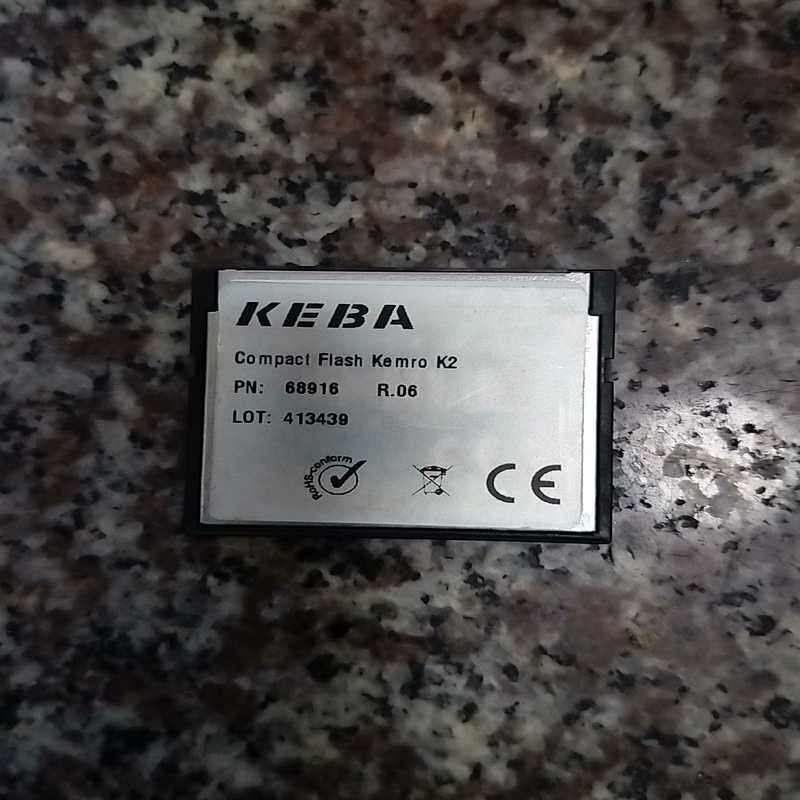 KEBA
Compact Flash Kemro K2
PN: 68916 R.06
LOT: 413439
RoHS-conform
CE